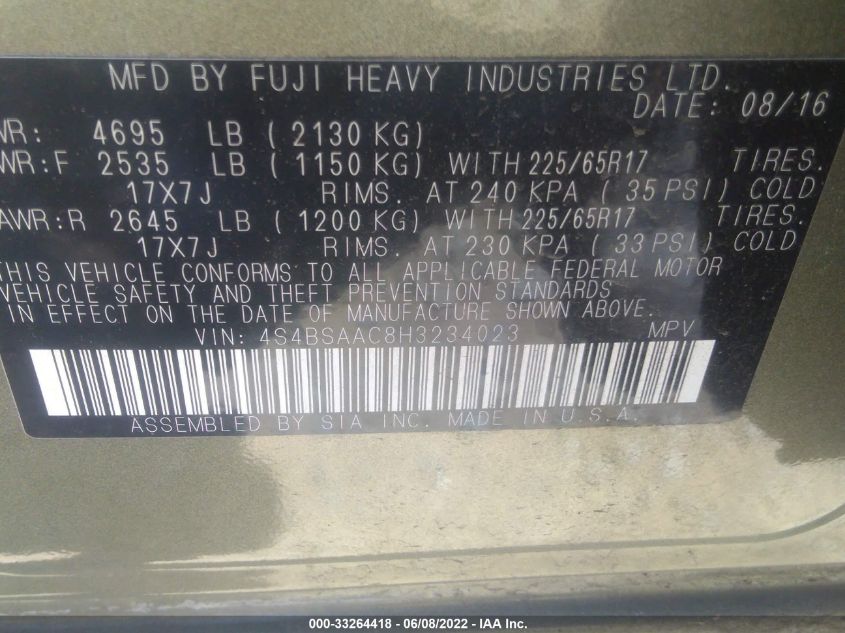 MFD BY FUJI HEAVY INDUSTRIES LTD.
DATE: 08/16
WR: 4695 LB ( 2130 KG)
WR:F 2535 LB ( 1150 KG) WITH 225/65R17 TIRES.
17X7J RIMS. AT 240 KPA ( 35 PSI) COLD
AWR:R 2645 LB ( 1200 KG) WITH 225/65R17 TIRES.
17X7J RIMS. AT 230 KPA ( 33 PSI) COLD
THIS VEHICLE CONFORMS TO ALL APPLICABLE FEDERAL MOTOR
VEHICLE SAFETY AND THEFT PREVENTION STANDARDS
IN EFFECT ON THE DATE OF MANUFACTURE SHOWN ABOVE.
VIN: 4S4BSAAC8H3234023 MPV
ASSEMBLED BY SIA INC. MADE IN U.S.A.
000-33264418 - 06/08/2022 - IAA Inc.